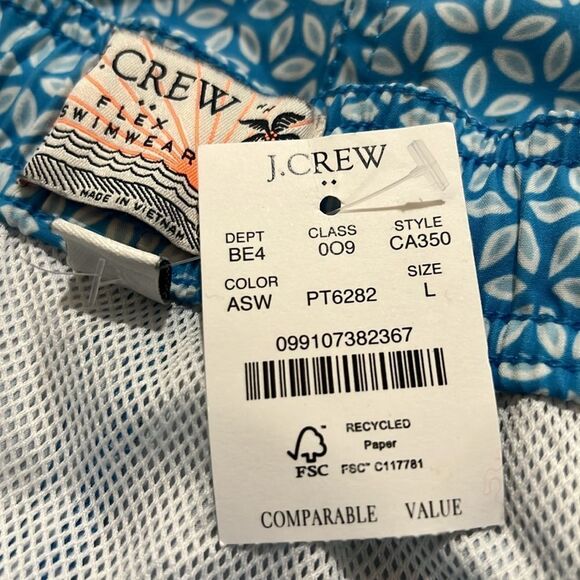 J.CREW
FLEX
SWIMWEAR
MADE IN VIETNAM
J.CREW
DEPT CLASS STYLE
BE4 009 CA350
COLOR SIZE
ASW PT6282 L
099107382367
RECYCLED
Paper
FSC FSC™ C117781
COMPARABLE VALUE